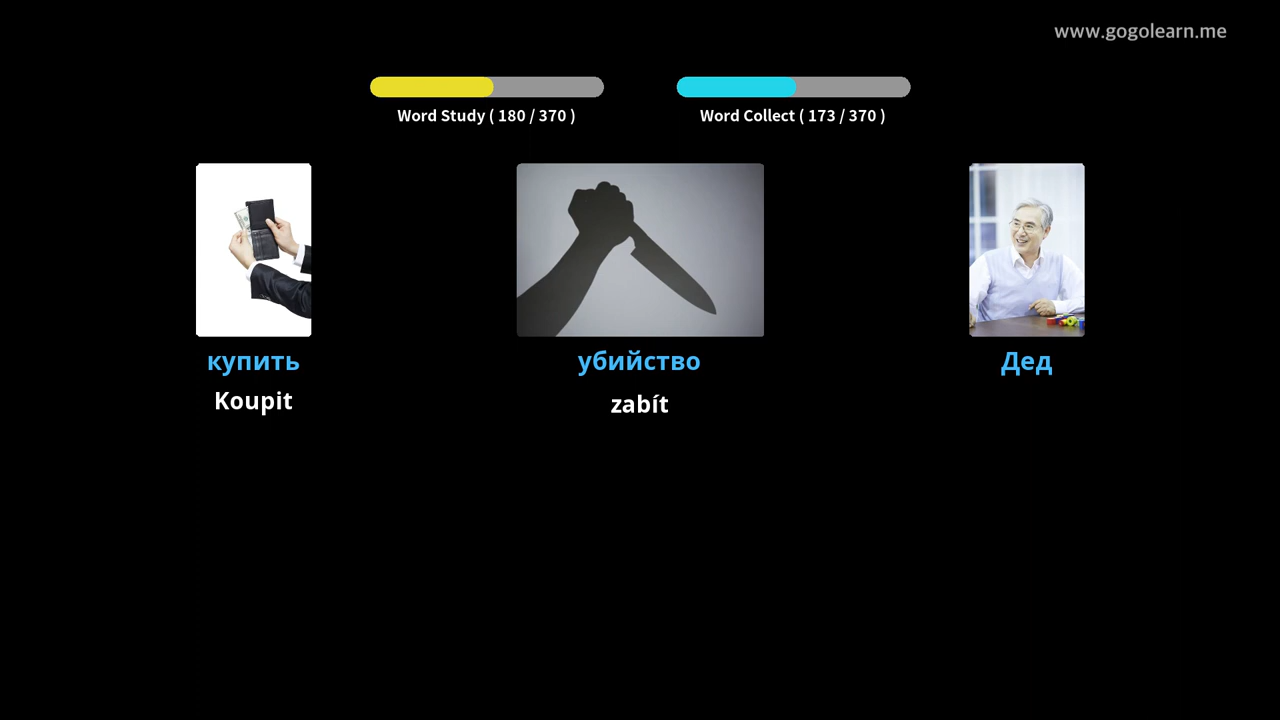 www.gogolearn.me
Word Study ( 180 / 370 )
Word Collect ( 173 / 370 )
купить
убийство
Дед
Koupit
zabít